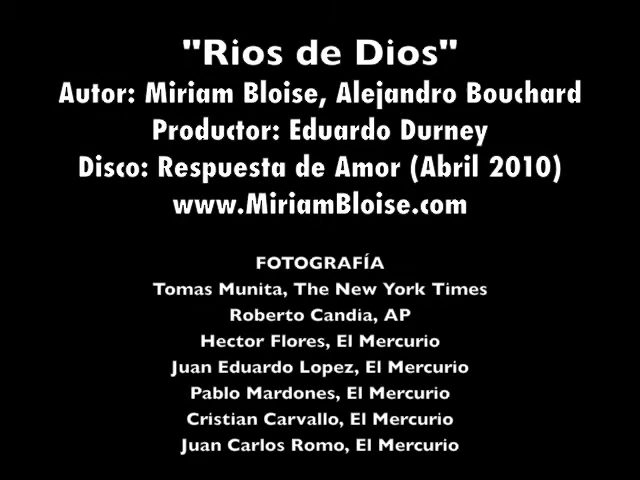 "Rios de Dios"
Autor: Miriam Bloise, Alejandro Bouchard
Productor: Eduardo Durney
Disco: Respuesta de Amor (Abril 2010)
www.MiriamBloise.com
FOTOGRAFÍA
Tomas Munita, The New York Times
Roberto Candia, AP
Hector Flores, El Mercurio
Juan Eduardo Lopez, El Mercurio
Pablo Mardones, El Mercurio
Cristian Carvallo, El Mercurio
Juan Carlos Romo, El Mercurio